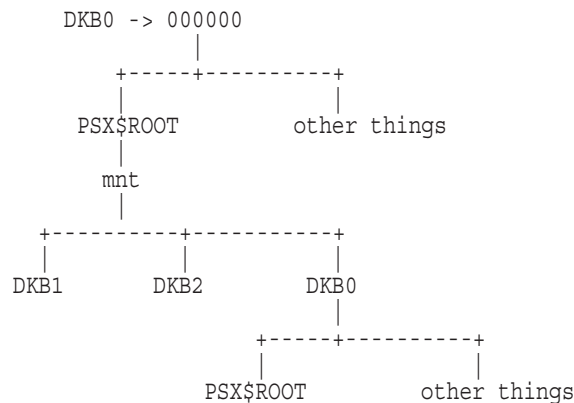 DKB0 -> 000000
PSX$ROOT other things
mnt
DKB1 DKB2 DKB0
PSX$ROOT other things